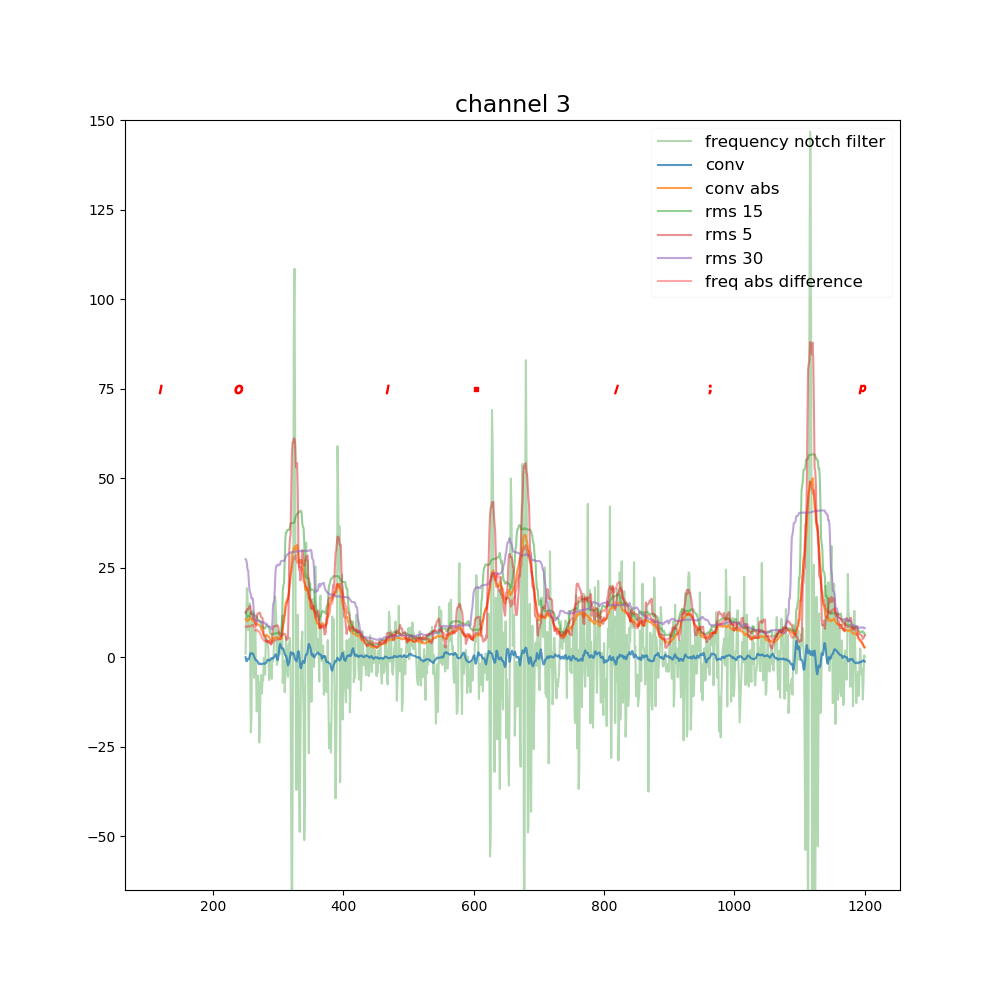 channel 3
150
125
100
75
50
25
0
−25
−50
frequency notch filter
conv
conv abs
rms 15
rms 5
rms 30
freq abs difference
l o l . / ; p
200 400 600 800 1000 1200